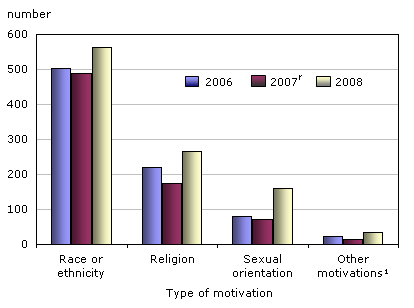 number
600
500
400
300
200
100
0
2006 2007ʳ 2008
Race or ethnicity
Religion
Sexual orientation
Other motivations¹
Type of motivation